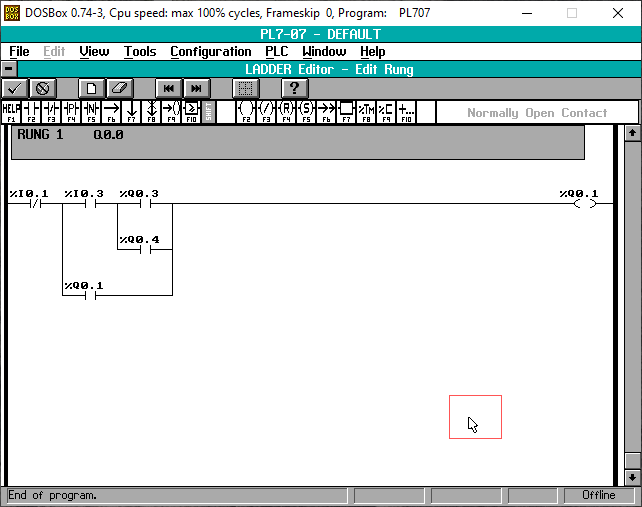 DOSBox 0.74-3, Cpu speed: max 100% cycles, Frameskip 0, Program: PL707
PL7-07 - DEFAULT
File Edit View Tools Configuration PLC Window Help
LADDER Editor - Edit Rung
?
HELP P N SHIFT / R S %TM %C +... Normally Open Contact
F1 F2 F3 F4 F5 F6 F7 F8 F9 F10 F2 F3 F4 F5 F6 F7 F8 F9 F10
RUNG 1 Q0.0
%I0.1 %I0.3 %Q0.3 %Q0.1
%Q0.4
%Q0.1
End of program. Offline